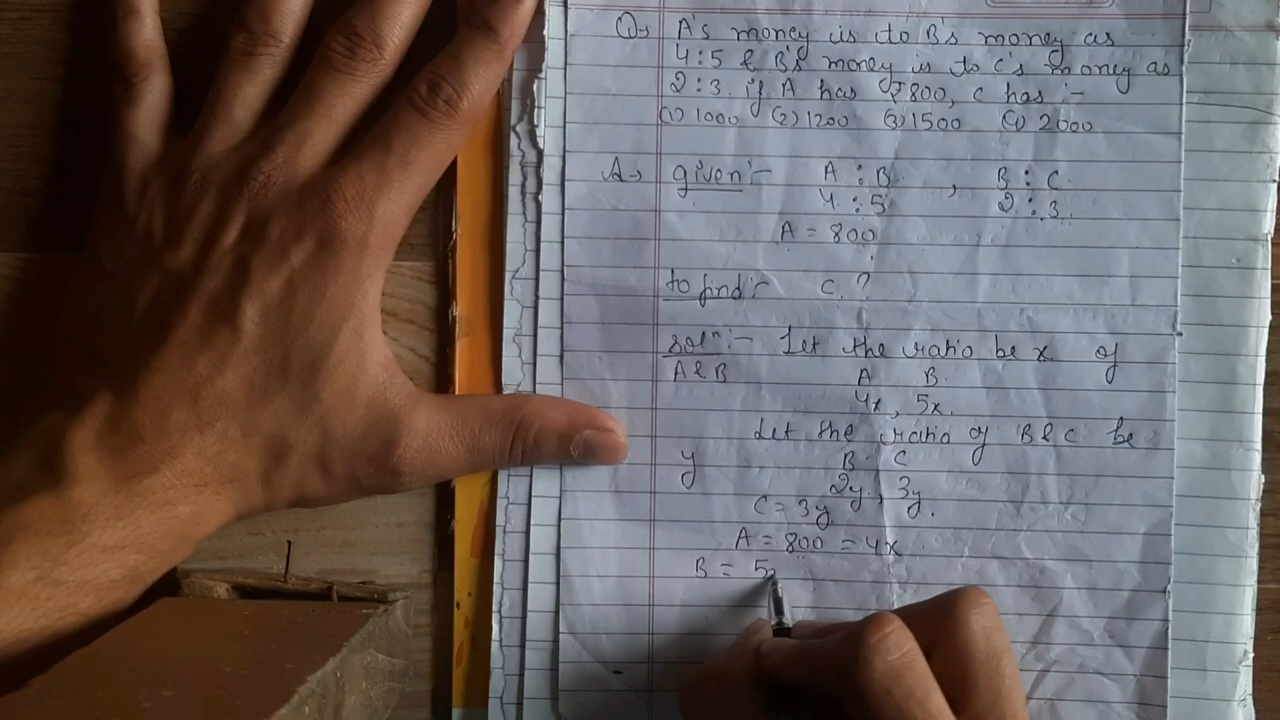 Q→ A's money is to B's money as
4:5 & B's money is to C's money as
2:3. if A has ₹800, C has :-
(1) 1000 (2) 1200 (3) 1500 (4) 2000
A→ given:- A : B , B : C
4 : 5 2 : 3
A = 800
to find:- C. ?
solⁿ:- Let the ratio be x of
A & B A B
4x, 5x.
Let the ratio of B & C be
y B C
2y, 3y.
C = 3y
A = 800 = 4x
B = 5x